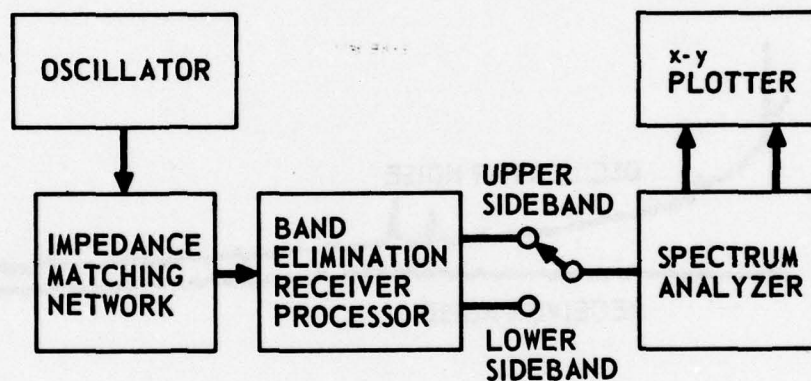 OSCILLATOR
x-y
PLOTTER
IMPEDANCE
MATCHING
NETWORK
BAND
ELIMINATION
RECEIVER
PROCESSOR
UPPER
SIDEBAND
LOWER
SIDEBAND
SPECTRUM
ANALYZER